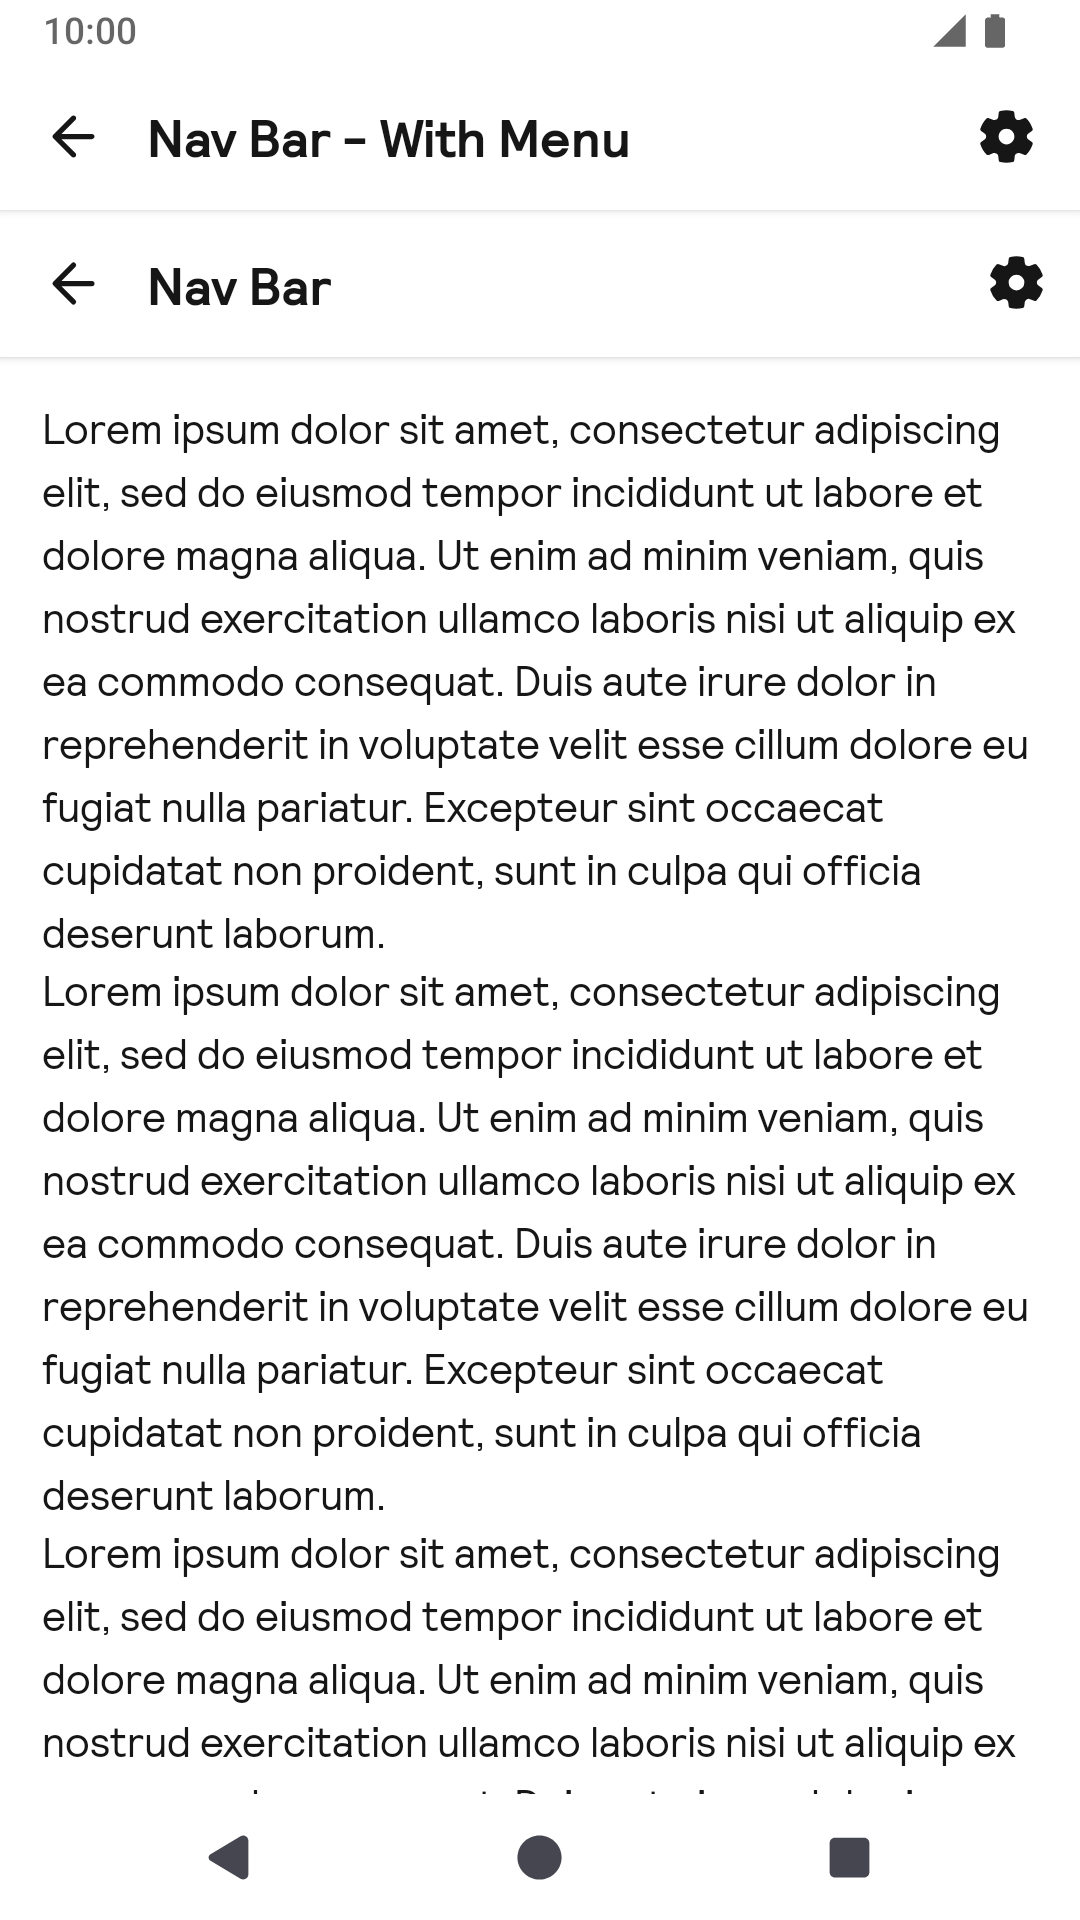 10:00
Nav Bar – With Menu
Nav Bar
Lorem ipsum dolor sit amet, consectetur adipiscing
elit, sed do eiusmod tempor incididunt ut labore et
dolore magna aliqua. Ut enim ad minim veniam, quis
nostrud exercitation ullamco laboris nisi ut aliquip ex
ea commodo consequat. Duis aute irure dolor in
reprehenderit in voluptate velit esse cillum dolore eu
fugiat nulla pariatur. Excepteur sint occaecat
cupidatat non proident, sunt in culpa qui officia
deserunt laborum.
Lorem ipsum dolor sit amet, consectetur adipiscing
elit, sed do eiusmod tempor incididunt ut labore et
dolore magna aliqua. Ut enim ad minim veniam, quis
nostrud exercitation ullamco laboris nisi ut aliquip ex
ea commodo consequat. Duis aute irure dolor in
reprehenderit in voluptate velit esse cillum dolore eu
fugiat nulla pariatur. Excepteur sint occaecat
cupidatat non proident, sunt in culpa qui officia
deserunt laborum.
Lorem ipsum dolor sit amet, consectetur adipiscing
elit, sed do eiusmod tempor incididunt ut labore et
dolore magna aliqua. Ut enim ad minim veniam, quis
nostrud exercitation ullamco laboris nisi ut aliquip ex